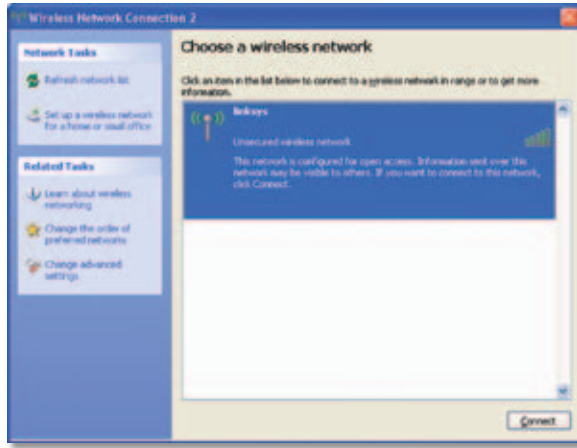 Wireless Network Connection 2
Network Tasks
Refresh network list
Set up a wireless network
for a home or small office
Related Tasks
Learn about wireless
networking
Change the order of
preferred networks
Change advanced
settings
Choose a wireless network
Click an item in the list below to connect to a wireless network in range or to get more
information.
linksys
Unsecured wireless network
This network is configured for open access. Information sent over this
network may be visible to others. If you want to connect to this network,
click Connect.
Connect